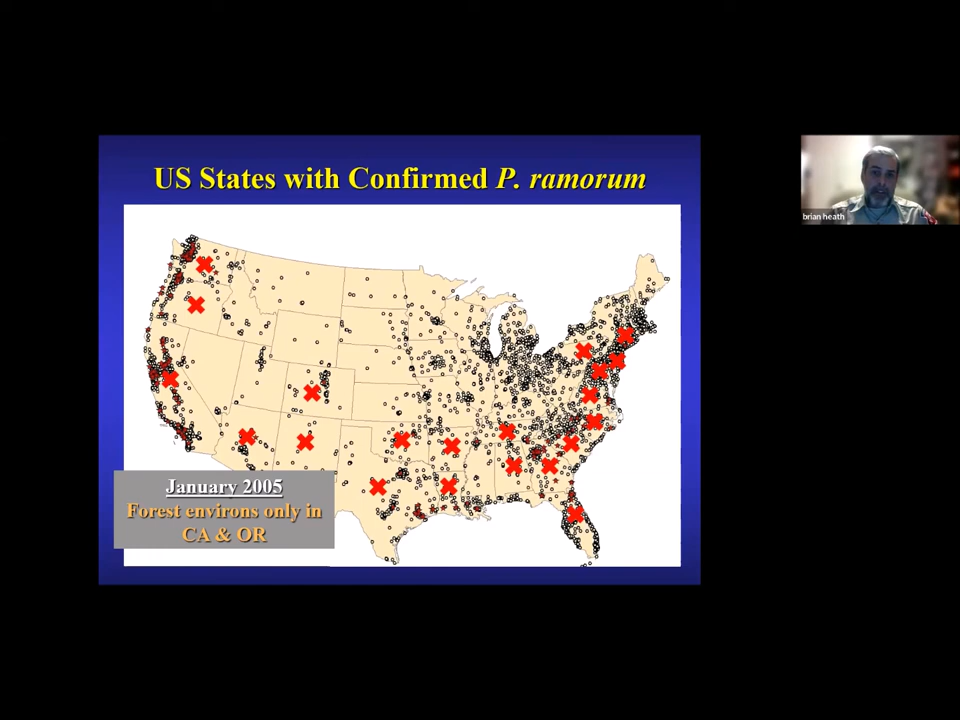 US States with Confirmed P. ramorum
brian heath
January 2005
Forest environs only in
CA & OR